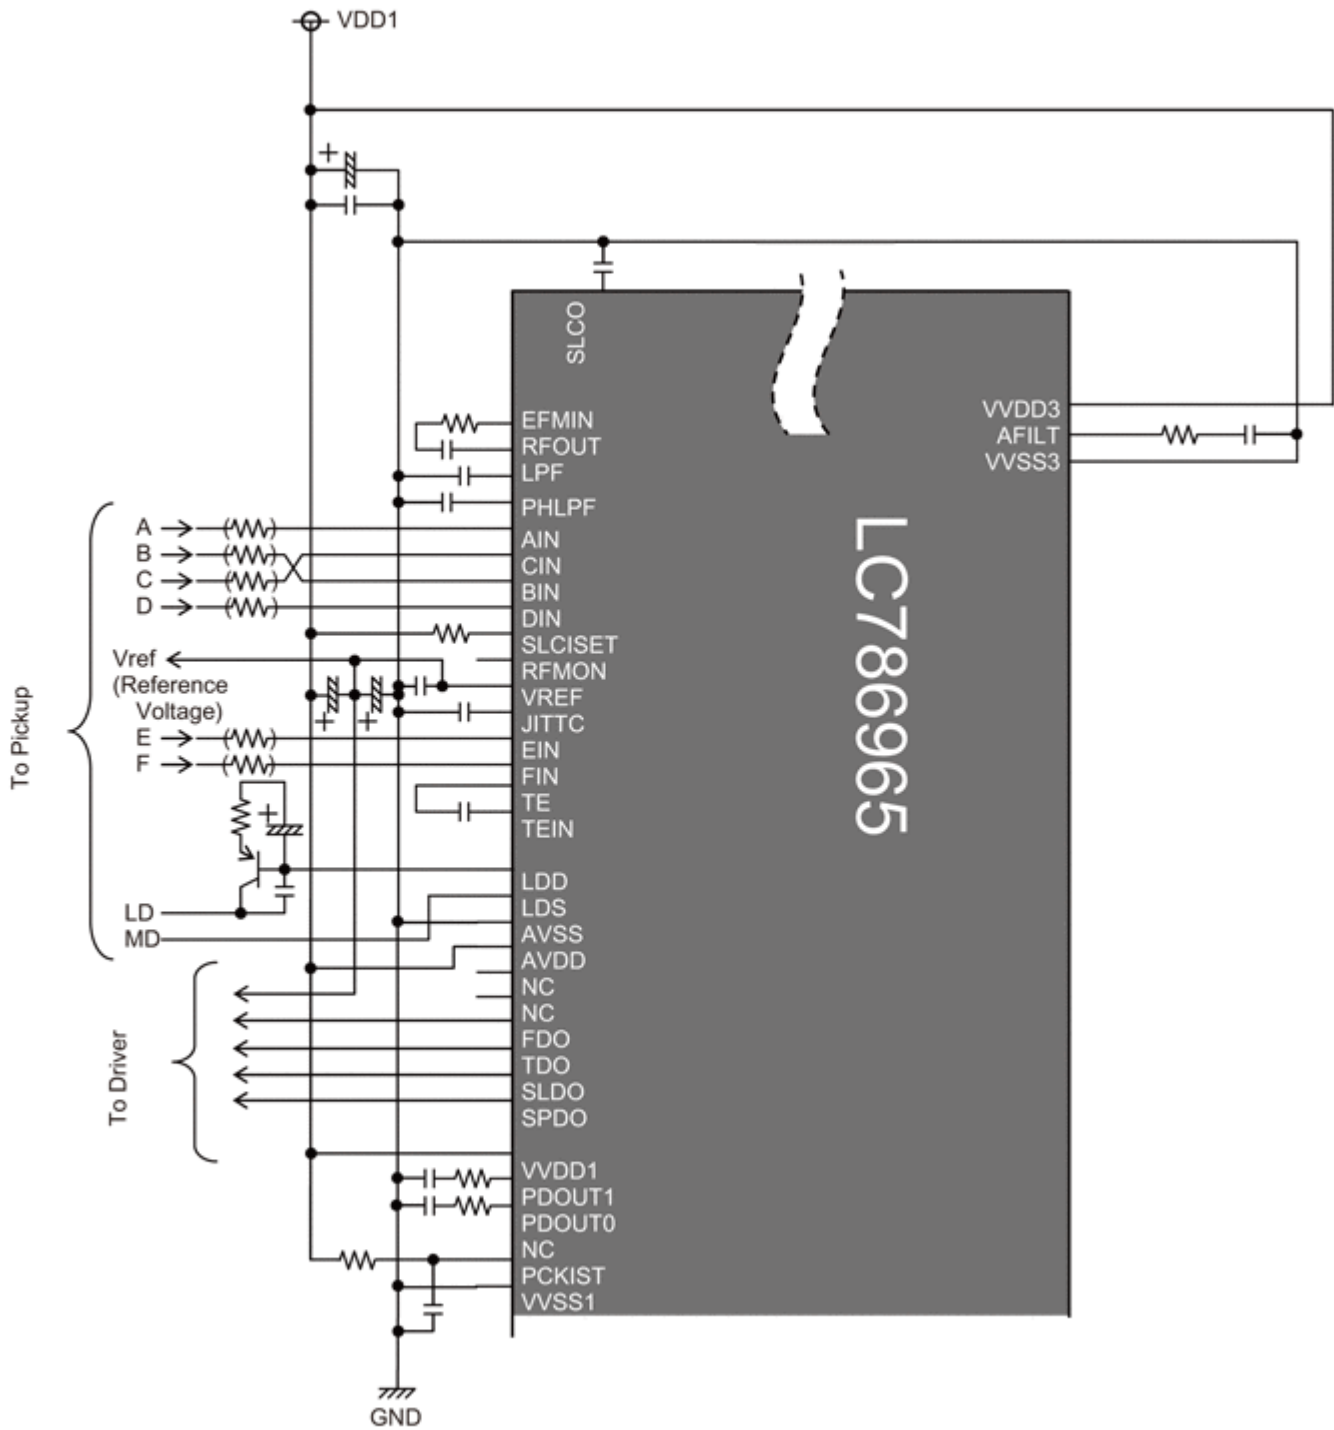 VDD1
SLCO
EFMIN
RFOUT
LPF
PHLPF
AIN
CIN
BIN
DIN
SLCISET
RFMON
VREF
JITTC
EIN
FIN
TE
TEIN
LDD
LDS
AVSS
AVDD
NC
NC
FDO
TDO
SLDO
SPDO
VVDD1
PDOUT1
PDOUT0
NC
PCKIST
VVSS1
VVDD3
AFILT
VVSS3
LC786965
To Pickup
A
B
C
D
Vref
(Reference
Voltage)
E
F
LD
MD
To Driver
GND